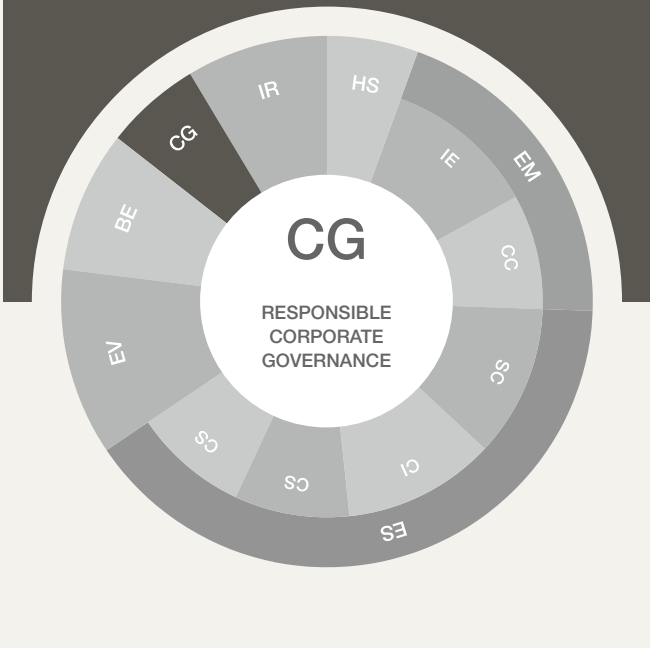 IR
HS
EM
IE
CC
SC
CI
ES
CS
CS
EV
BE
CG
CG
RESPONSIBLE
CORPORATE
GOVERNANCE